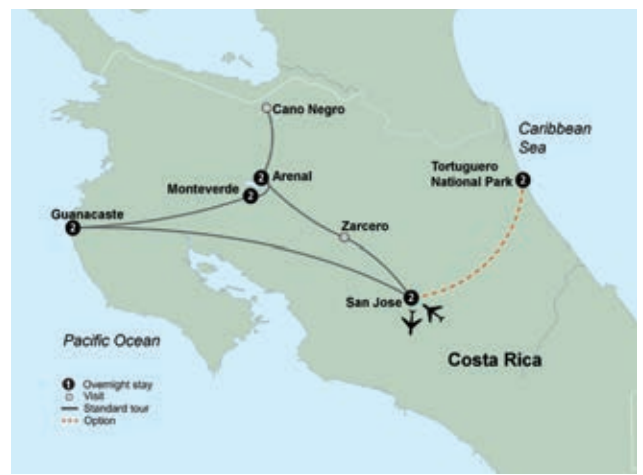 Cano Negro
Caribbean
Sea
2 Arenal
Monteverde 2
Tortuguero
National Park 2
Guanacaste
2
Zarcero
San Jose 2
Pacific Ocean
Costa Rica
1 Overnight stay
Visit
Standard tour
Option